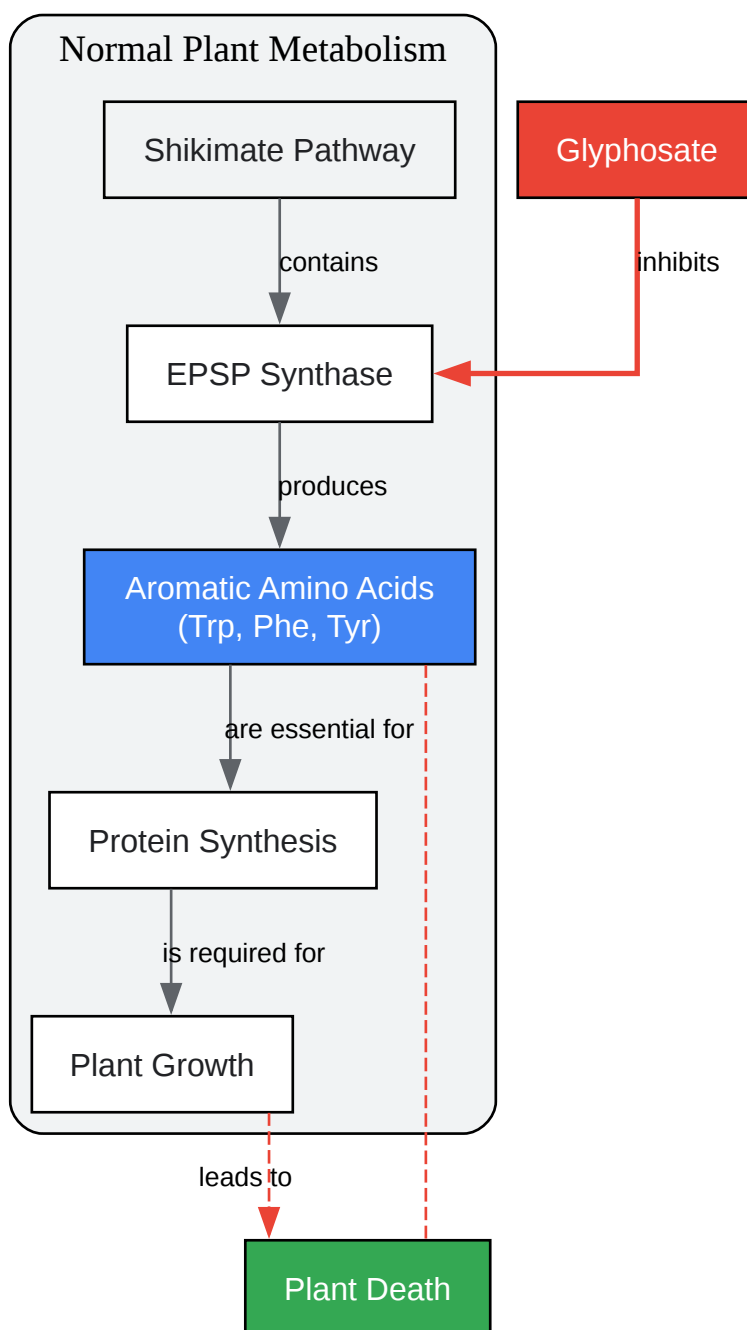 Normal Plant Metabolism
Shikimate Pathway
Glyphosate
contains
inhibits
EPSP Synthase
produces
Aromatic Amino Acids
(Trp, Phe, Tyr)
are essential for
Protein Synthesis
is required for
Plant Growth
leads to
Plant Death